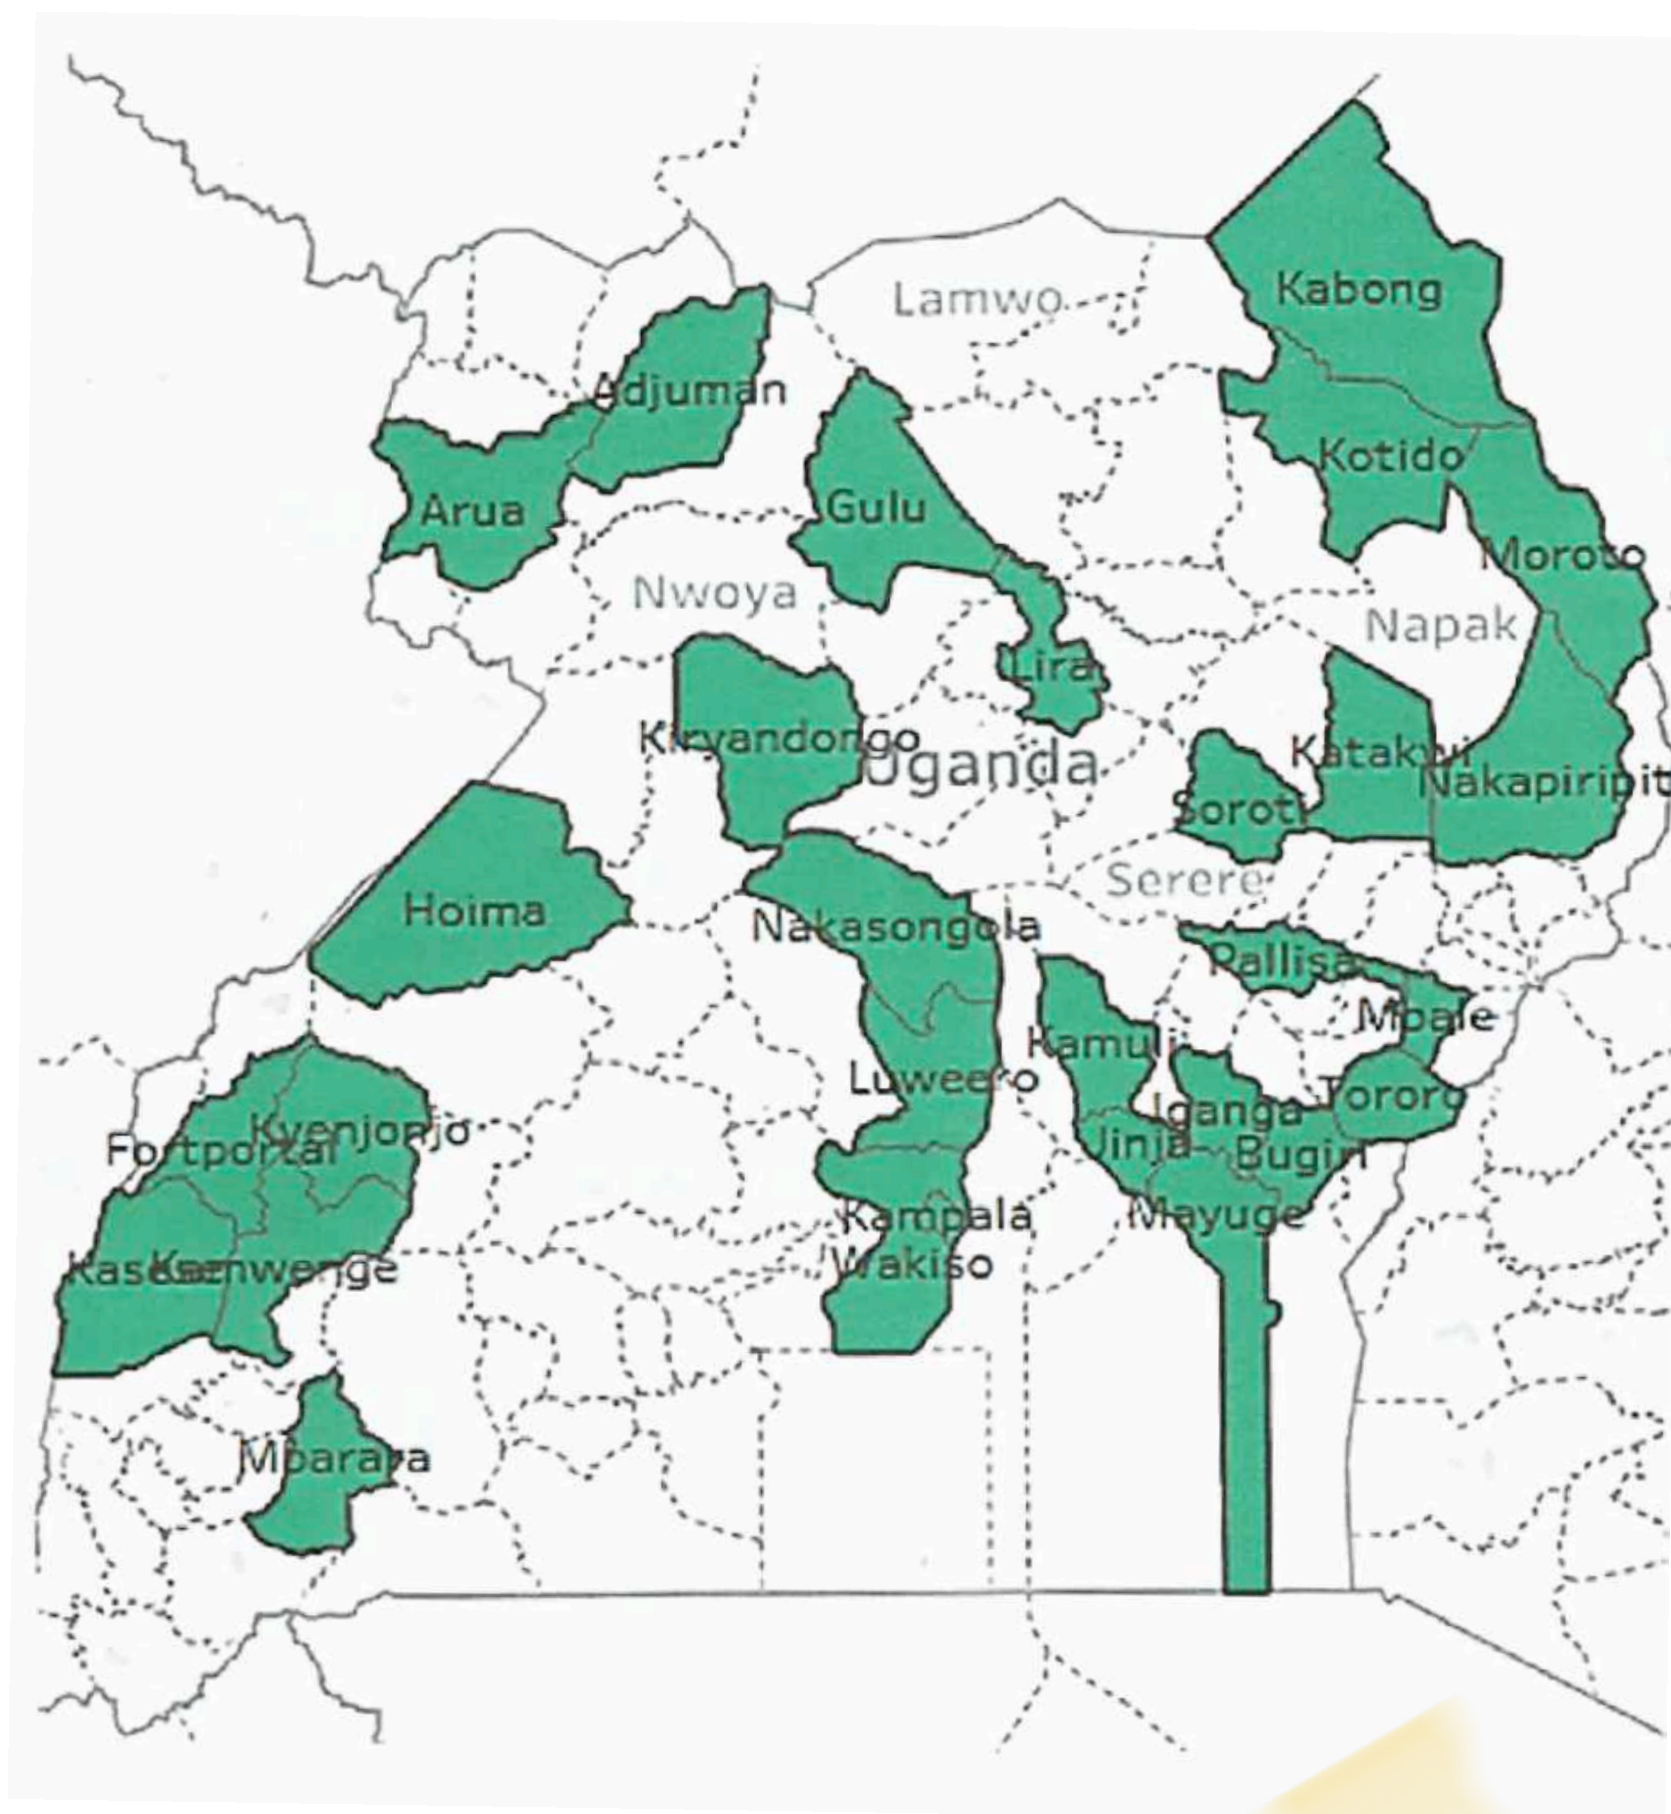 Kabong
Lamwo
Adjuman
Kotido
Arua
Gulu
Moroto
Nwoya
Napak
Lira
Kiryandongo
Uganda
Katakwi
Nakapiripit
Soroti
Serere
Hoima
Nakasongola
Pallisa
Mbale
Kamuli
Luweero
Iganga
Tororo
Kyenjonjo
Fortportal
Jinja
Bugiri
Kampala
Mayuge
Wakiso
Kasese
Kamwenge
Mbarara